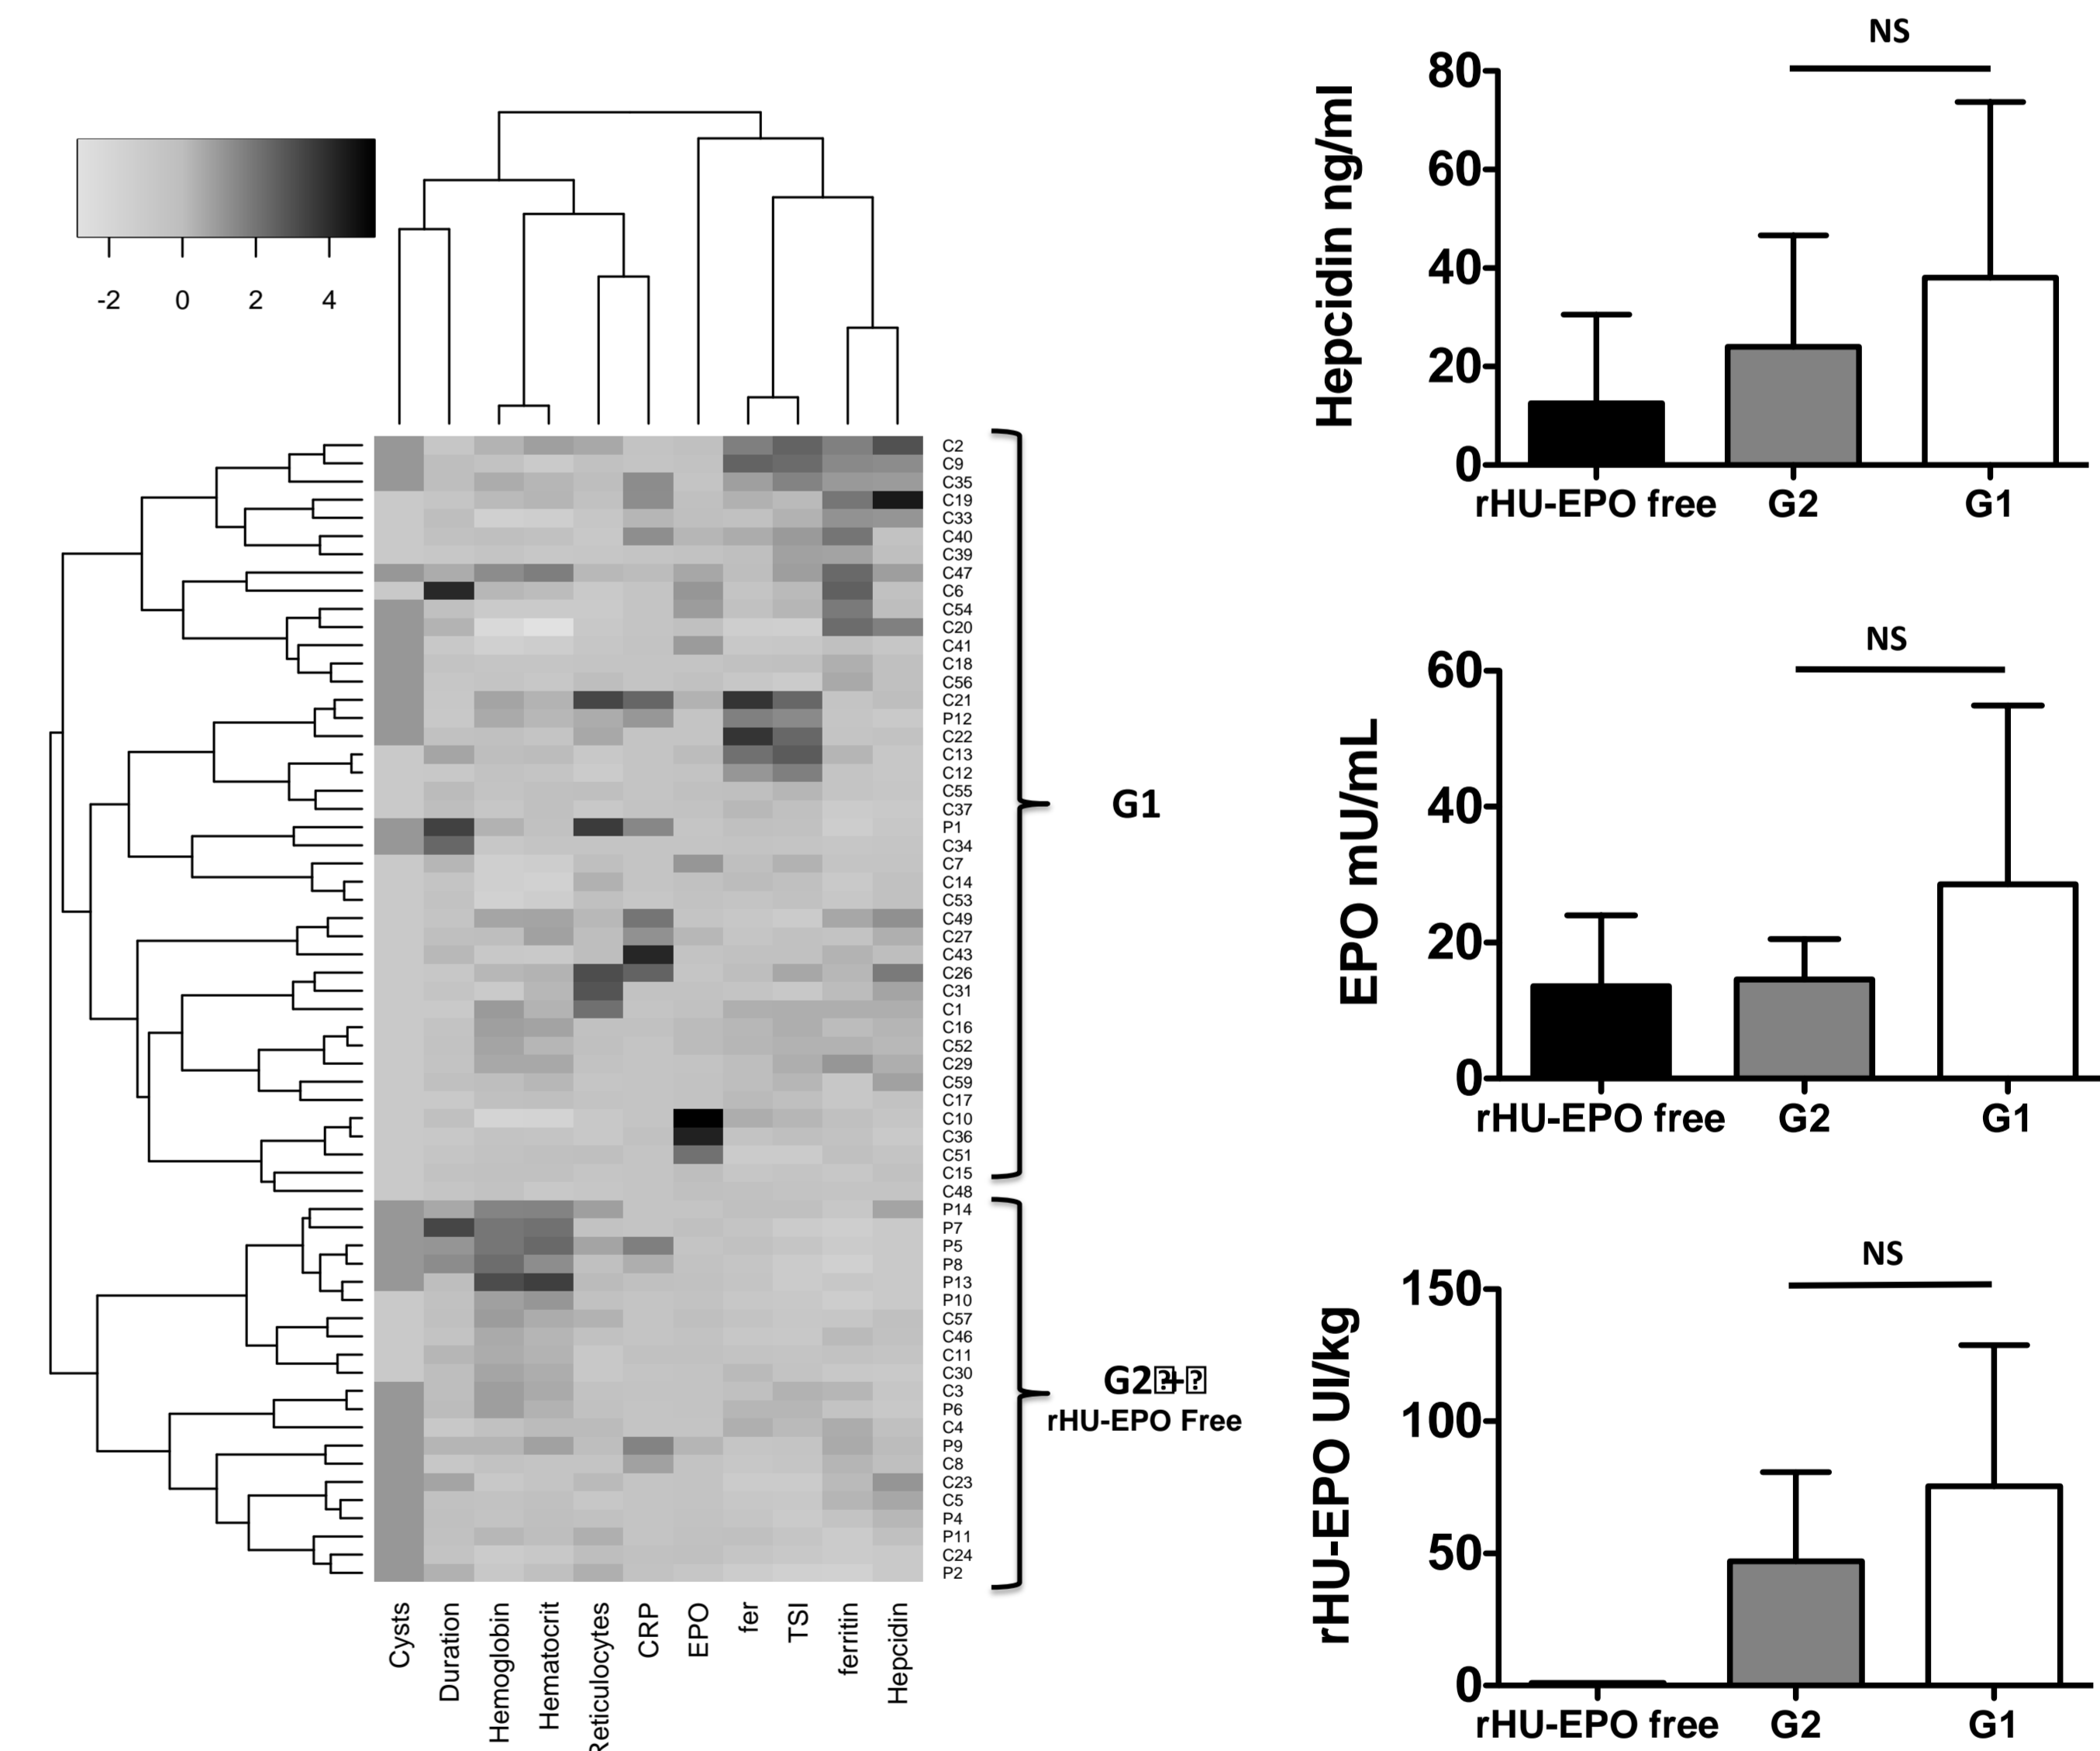 -2 0 2 4
C2
C9
C35
C19
C33
C40
C39
C47
C6
C54
C20
C41
C18
C56
C21
P12
C22
C13
C12
C55
C37
P1
C34
C7
C14
C53
C49
C27
C43
C26
C31
C1
C16
C52
C29
C59
C17
C10
C36
C51
C15
C48
P14
P7
P5
P8
P13
P10
C57
C46
C11
C30
C3
P6
C4
P9
C8
C23
C5
P4
P11
C24
P2
G1
G2 +
rHU-EPO Free
Cysts
Duration
Hemoglobin
Hematocrit
Reticulocytes
CRP
EPO
fer
TSI
ferritin
Hepcidin
NS
Hepcidin ng/ml
80
60
40
20
0
rHU-EPO free G2 G1
NS
EPO mU/mL
60
40
20
0
rHU-EPO free G2 G1
NS
rHU-EPO UI/kg
150
100
50
0
rHU-EPO free G2 G1